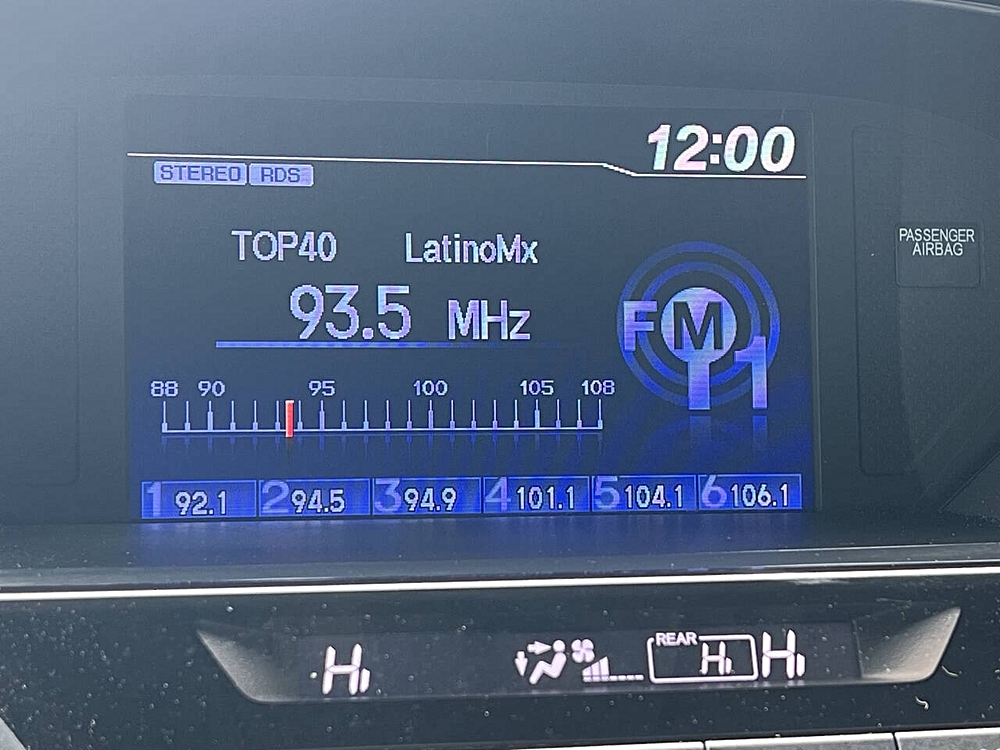 12:00
STEREO RDS
PASSENGER
AIRBAG
TOP40 LatinoMx
93.5 MHz
FM1
88 90 95 100 105 108
1 92.1 2 94.5 3 94.9 4 101.1 5 104.1 6 106.1
REAR
Hi Hi Hi